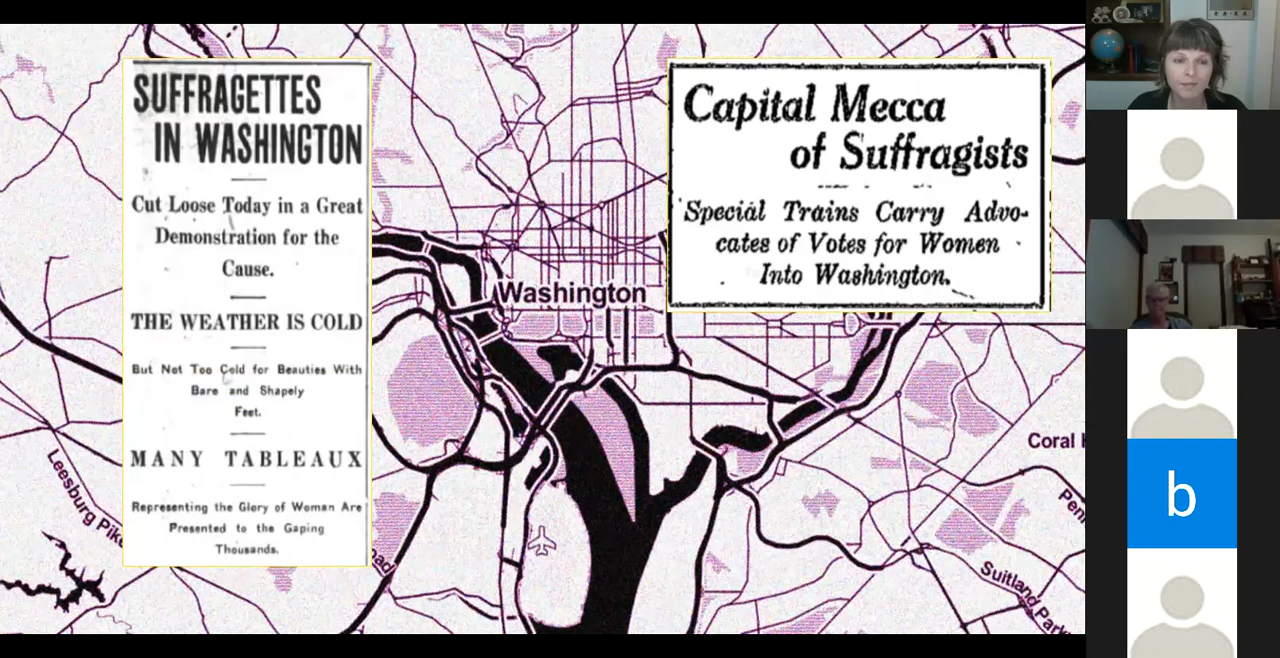 SUFFRAGETTES
IN WASHINGTON
Cut Loose Today in a Great
Demonstration for the
Cause.
THE WEATHER IS COLD
But Not Too Cold for Beauties With
Bare and Shapely
Feet.
MANY TABLEAUX
Representing the Glory of Woman Are
Presented to the Gaping
Thousands.
Capital Mecca
of Suffragists
Special Trains Carry Advo-
cates of Votes for Women
Into Washington.
Washington
Leesburg Pike
Coral
Suitland
b